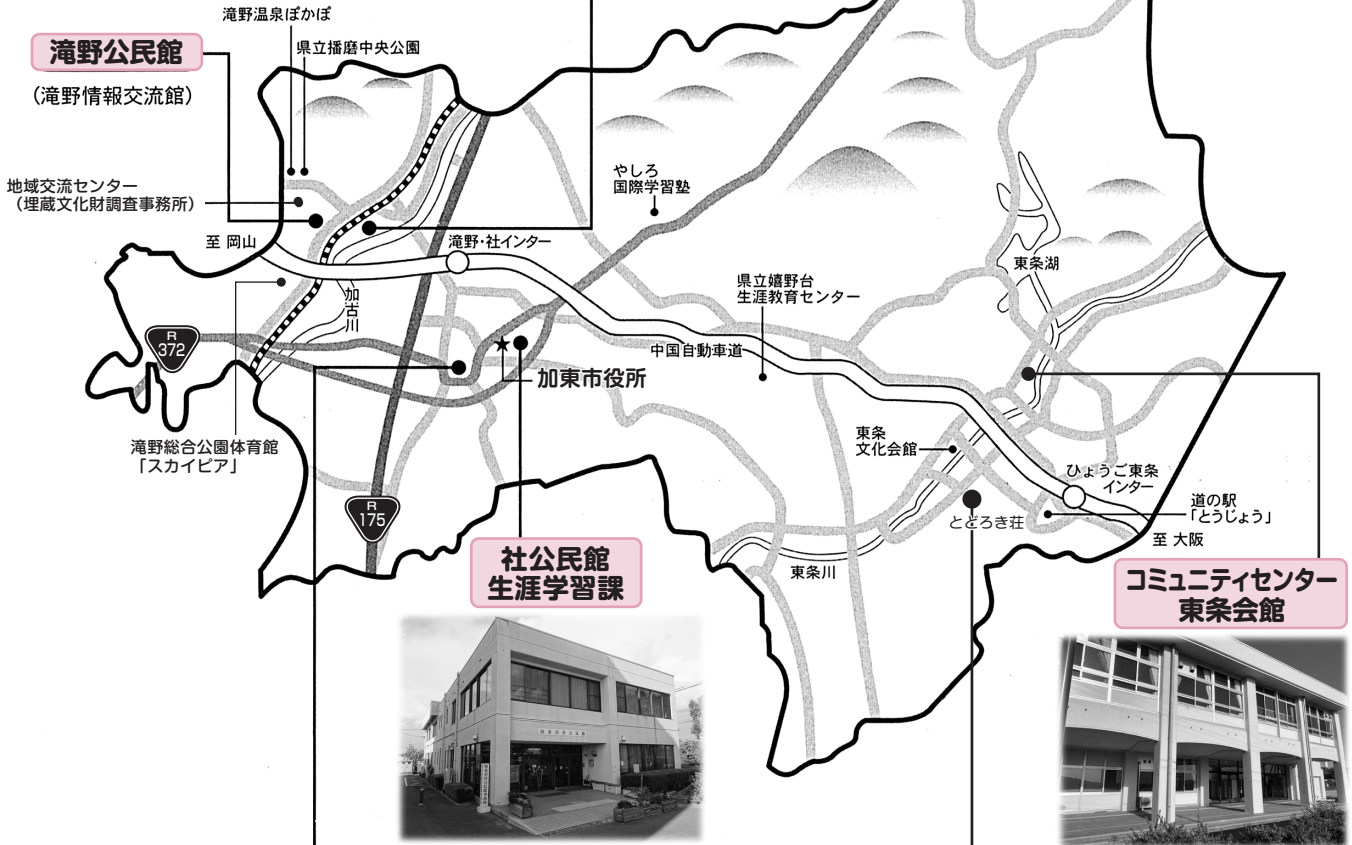 滝野温泉ぽかぽ
滝野公民館
県立播磨中央公園
（滝野情報交流館）
やしろ
国際学習塾
地域交流センター
（埋蔵文化財調査事務所）
至 岡山
滝野・社インター
東条湖
県立嬉野台
生涯教育センター
加古川
R
372
中国自動車道
加東市役所
滝野総合公園体育館
「スカイピア」
東条
文化会館
ひょうご東条
インター
R
175
とどろき荘
道の駅
「とうじょう」
至 大阪
社公民館
生涯学習課
東条川
コミュニティセンター
東条会館